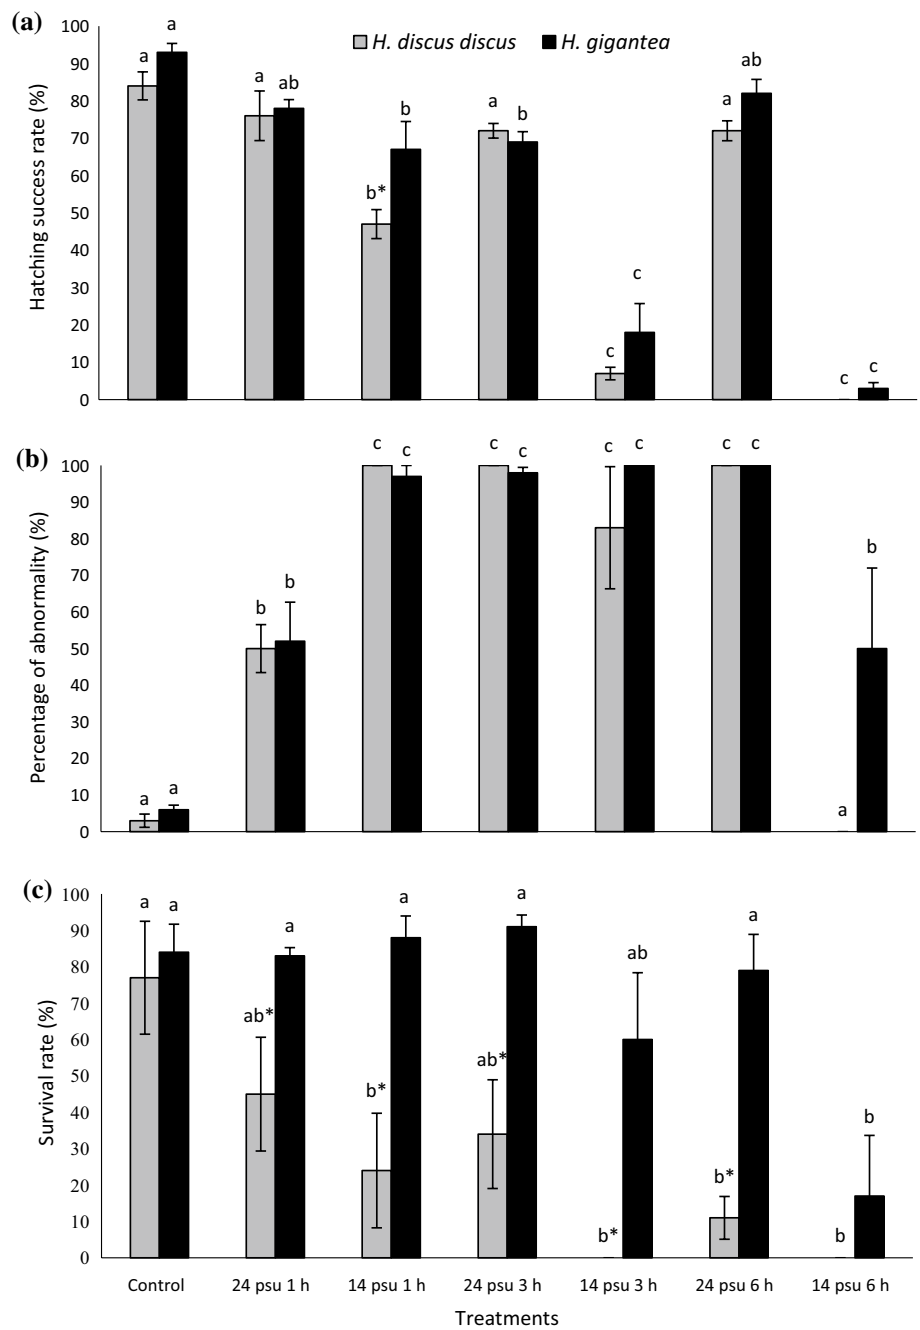 (a)
H. discus discus
H. gigantea
Hatching success rate (%)
100
90
80
70
60
50
40
30
20
10
0
a
a
a
ab
b*
b
a
b
c
c
a
ab
c
c
(b)
Percentage of abnormality (%)
100
90
80
70
60
50
40
30
20
10
0
a
a
b
b
c
c
c
c
c
c
c
c
a
b
(c)
Survival rate (%)
100
90
80
70
60
50
40
30
20
10
0
a
a
ab*
a
b*
a
ab*
a
b*
ab
b*
a
b
b
Control
24 psu 1 h
14 psu 1 h
24 psu 3 h
14 psu 3 h
24 psu 6 h
14 psu 6 h
Treatments